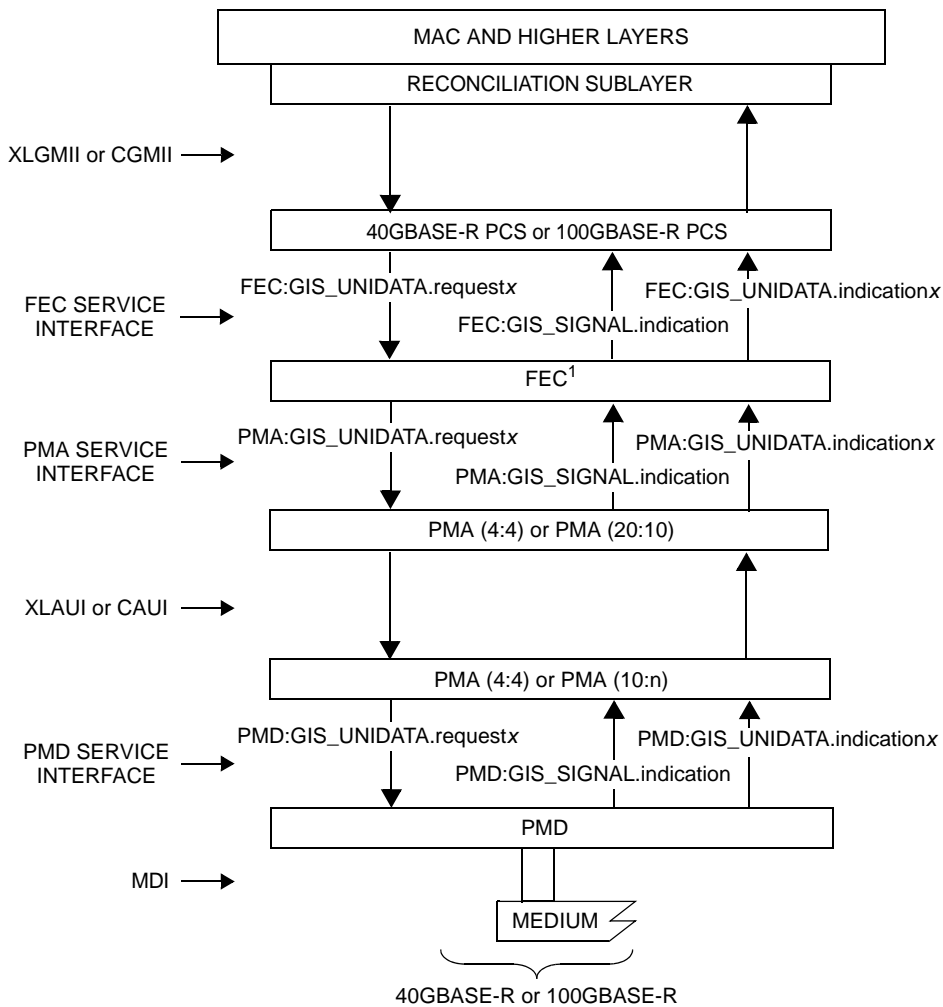 MAC AND HIGHER LAYERS
RECONCILIATION SUBLAYER
XLGMII or CGMII
40GBASE-R PCS or 100GBASE-R PCS
FEC SERVICE
INTERFACE
FEC:GIS_UNIDATA.requestx
FEC:GIS_SIGNAL.indication
FEC:GIS_UNIDATA.indicationx
FEC1
PMA SERVICE
INTERFACE
PMA:GIS_UNIDATA.requestx
PMA:GIS_SIGNAL.indication
PMA:GIS_UNIDATA.indicationx
PMA (4:4) or PMA (20:10)
XLAUI or CAUI
PMA (4:4) or PMA (10:n)
PMD SERVICE
INTERFACE
PMD:GIS_UNIDATA.requestx
PMD:GIS_SIGNAL.indication
PMD:GIS_UNIDATA.indicationx
PMD
MDI
MEDIUM
40GBASE-R or 100GBASE-R